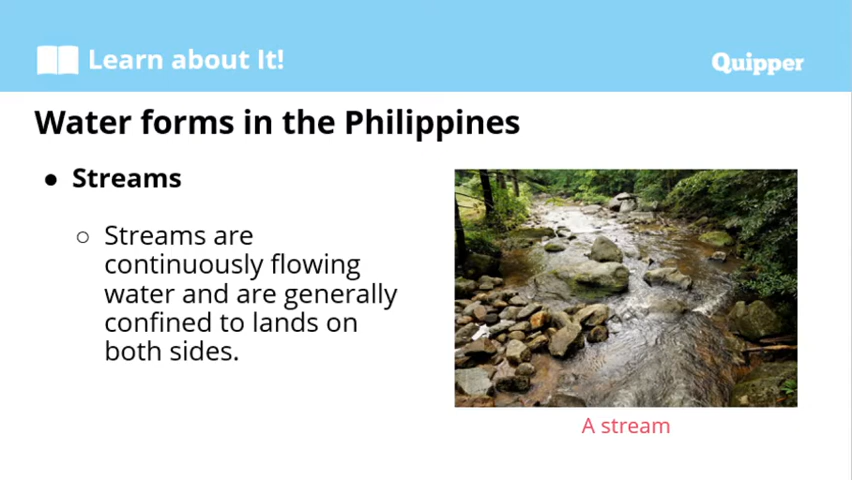 Learn about It!
Quipper
Water forms in the Philippines
● Streams
○ Streams are
continuously flowing
water and are generally
confined to lands on
both sides.
A stream